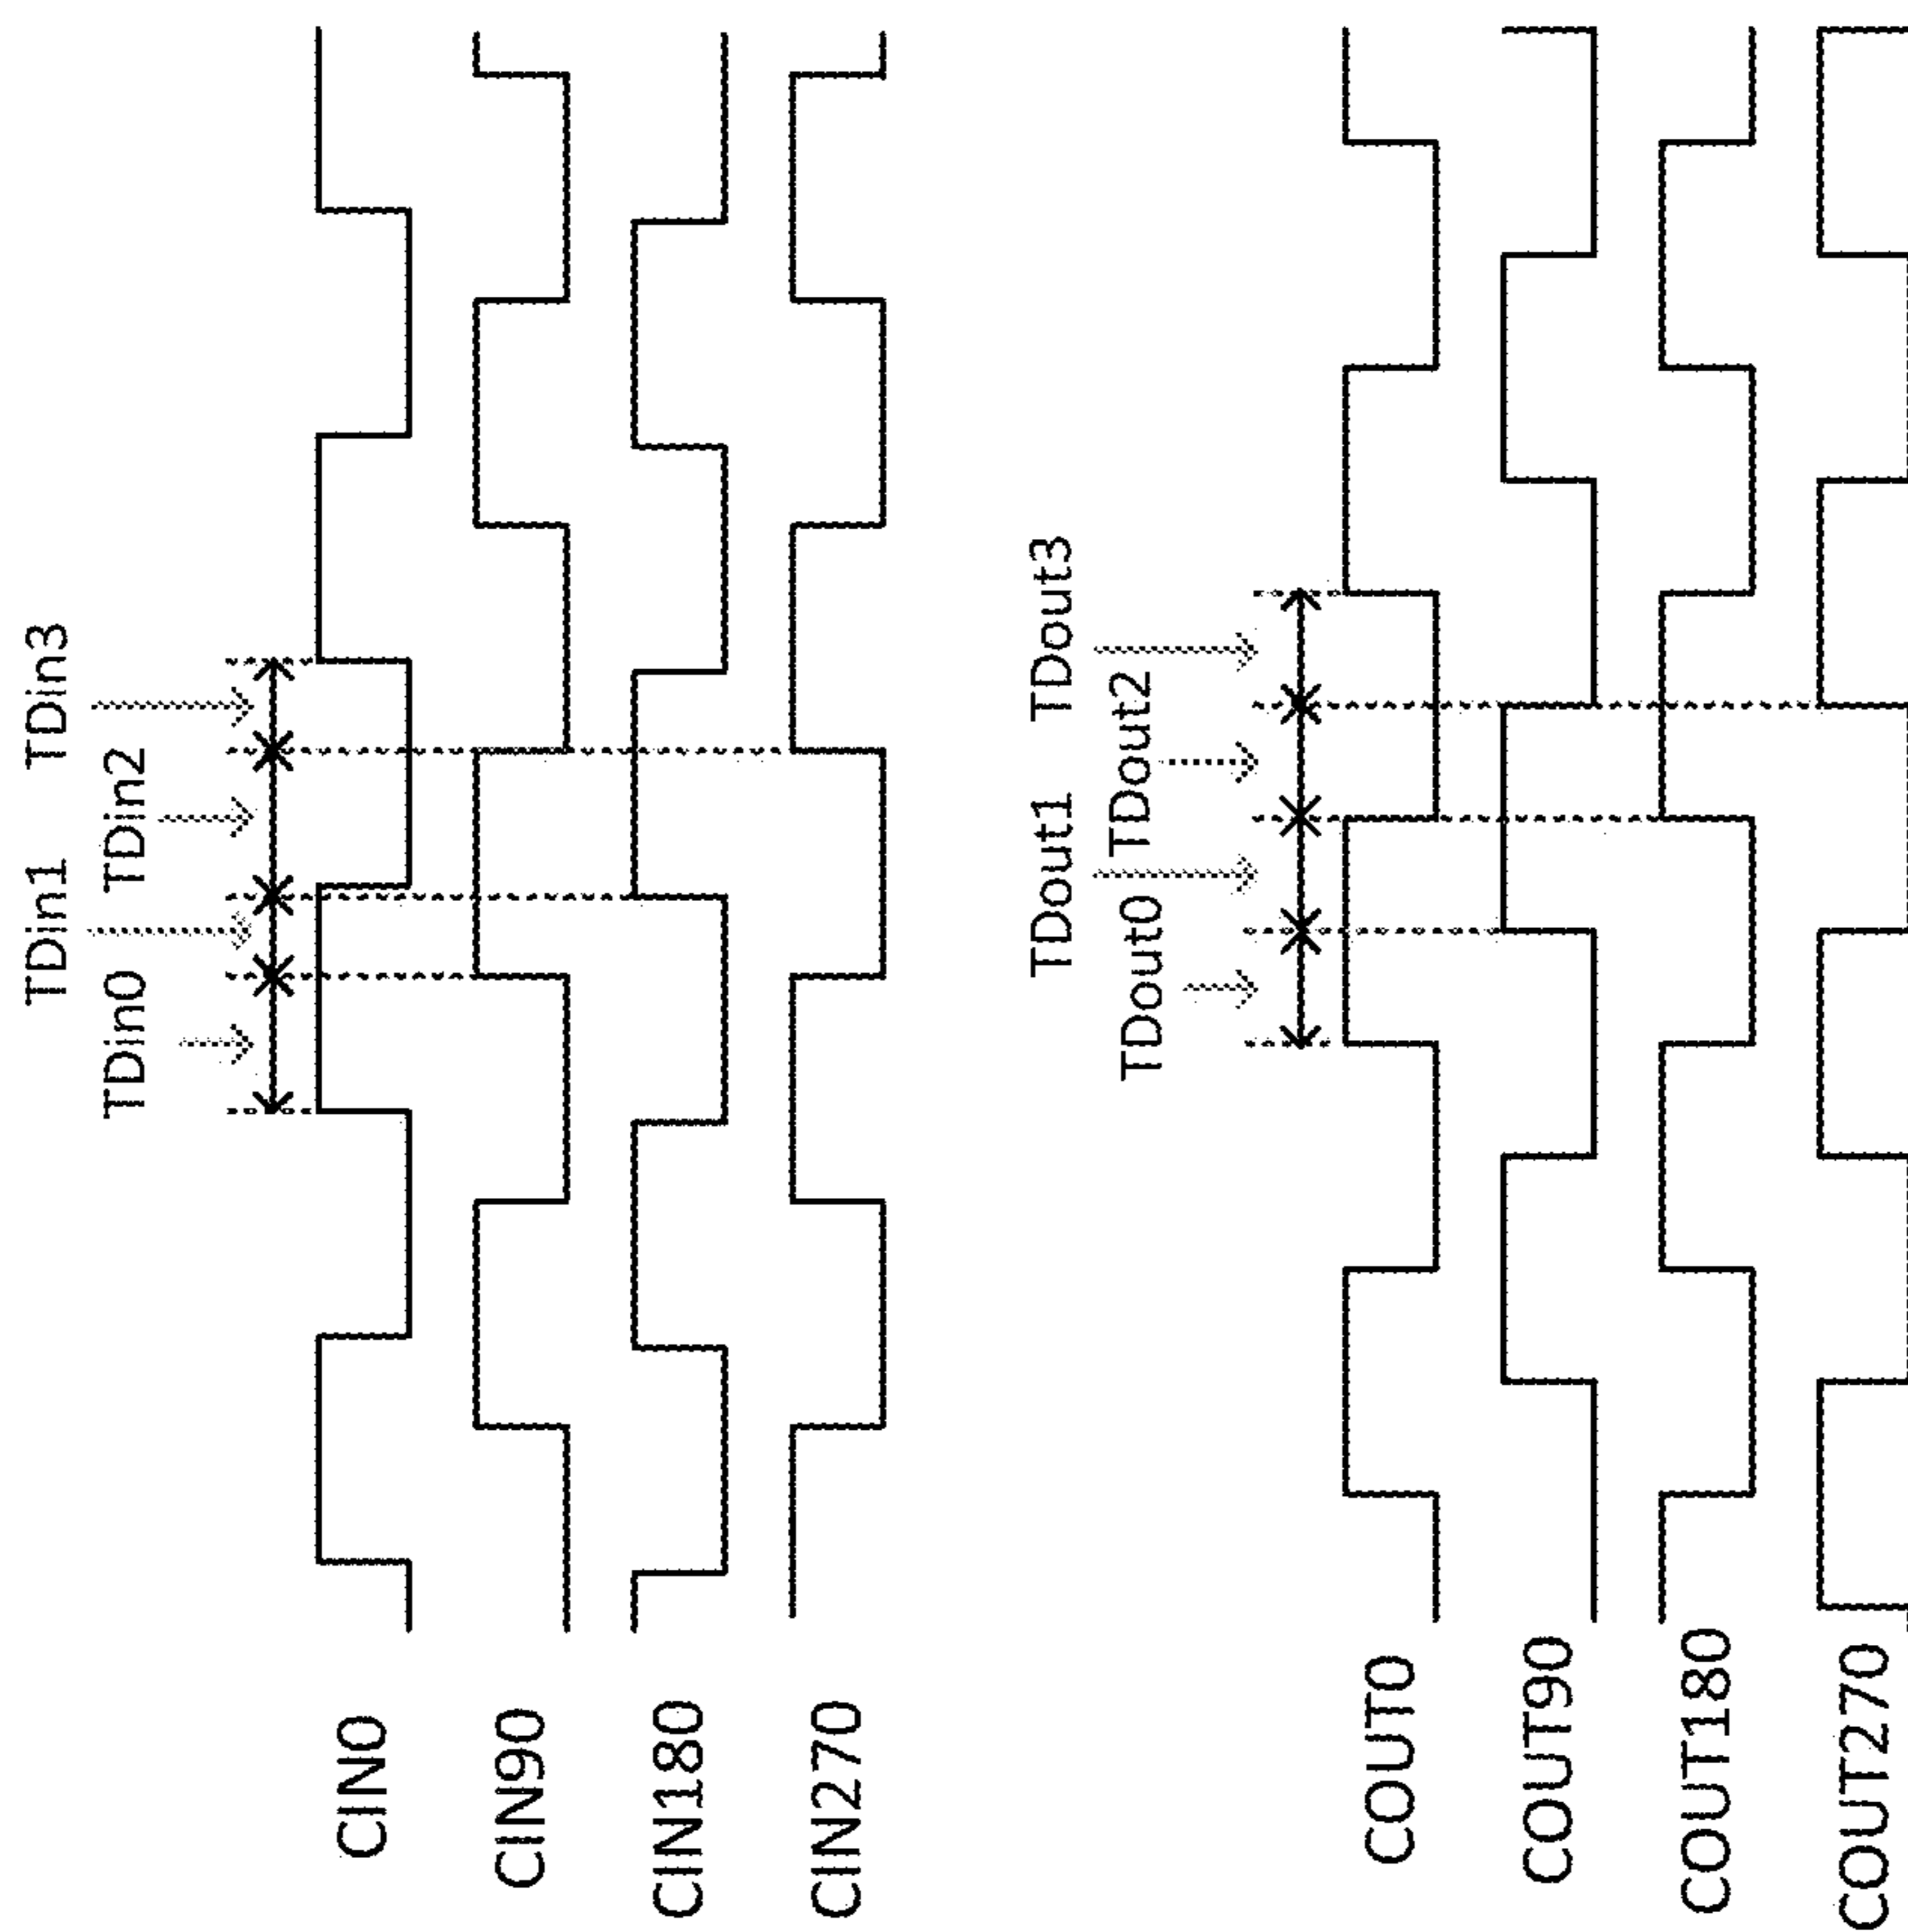 TDin1 TDin3
TDin0 TDin2
CIN0
CIN90
CIN180
CIN270
TDout1 TDout3
TDout0 TDout2
COUT0
COUT90
COUT180
COUT270